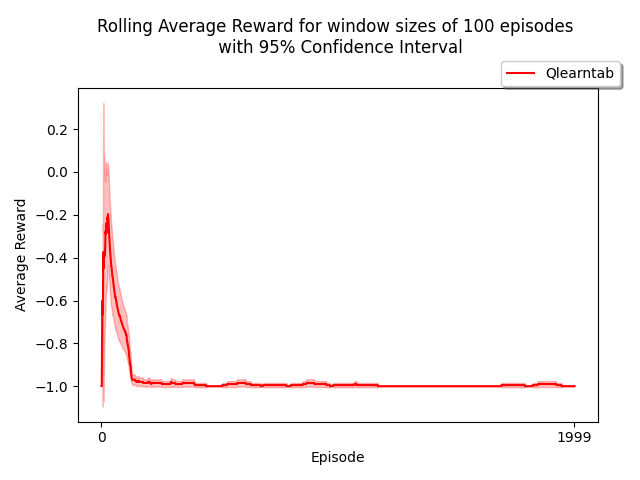 Rolling Average Reward for window sizes of 100 episodes
with 95% Confidence Interval
Qlearntab
Average Reward
0.2
0.0
−0.2
−0.4
−0.6
−0.8
−1.0
0
1999
Episode